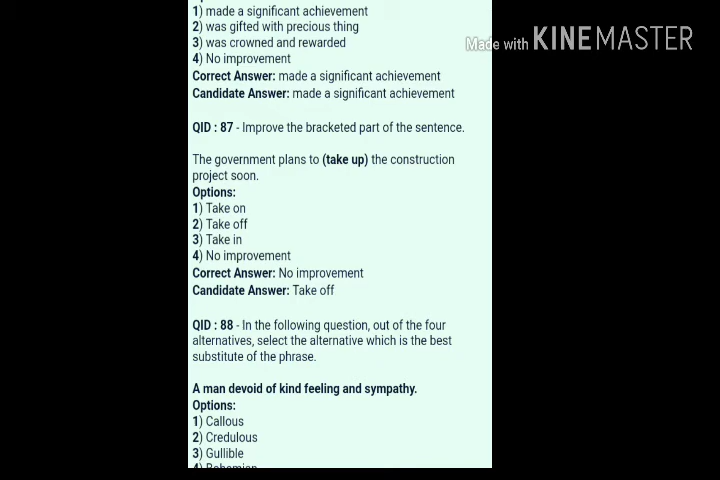 1) made a significant achievement
2) was gifted with precious thing
3) was crowned and rewarded
4) No improvement
Correct Answer: made a significant achievement
Candidate Answer: made a significant achievement
Made with KINEMASTER
QID : 87 - Improve the bracketed part of the sentence.
The government plans to (take up) the construction
project soon.
Options:
1) Take on
2) Take off
3) Take in
4) No improvement
Correct Answer: No improvement
Candidate Answer: Take off
QID : 88 - In the following question, out of the four
alternatives, select the alternative which is the best
substitute of the phrase.
A man devoid of kind feeling and sympathy.
Options:
1) Callous
2) Credulous
3) Gullible
4) Bohemian